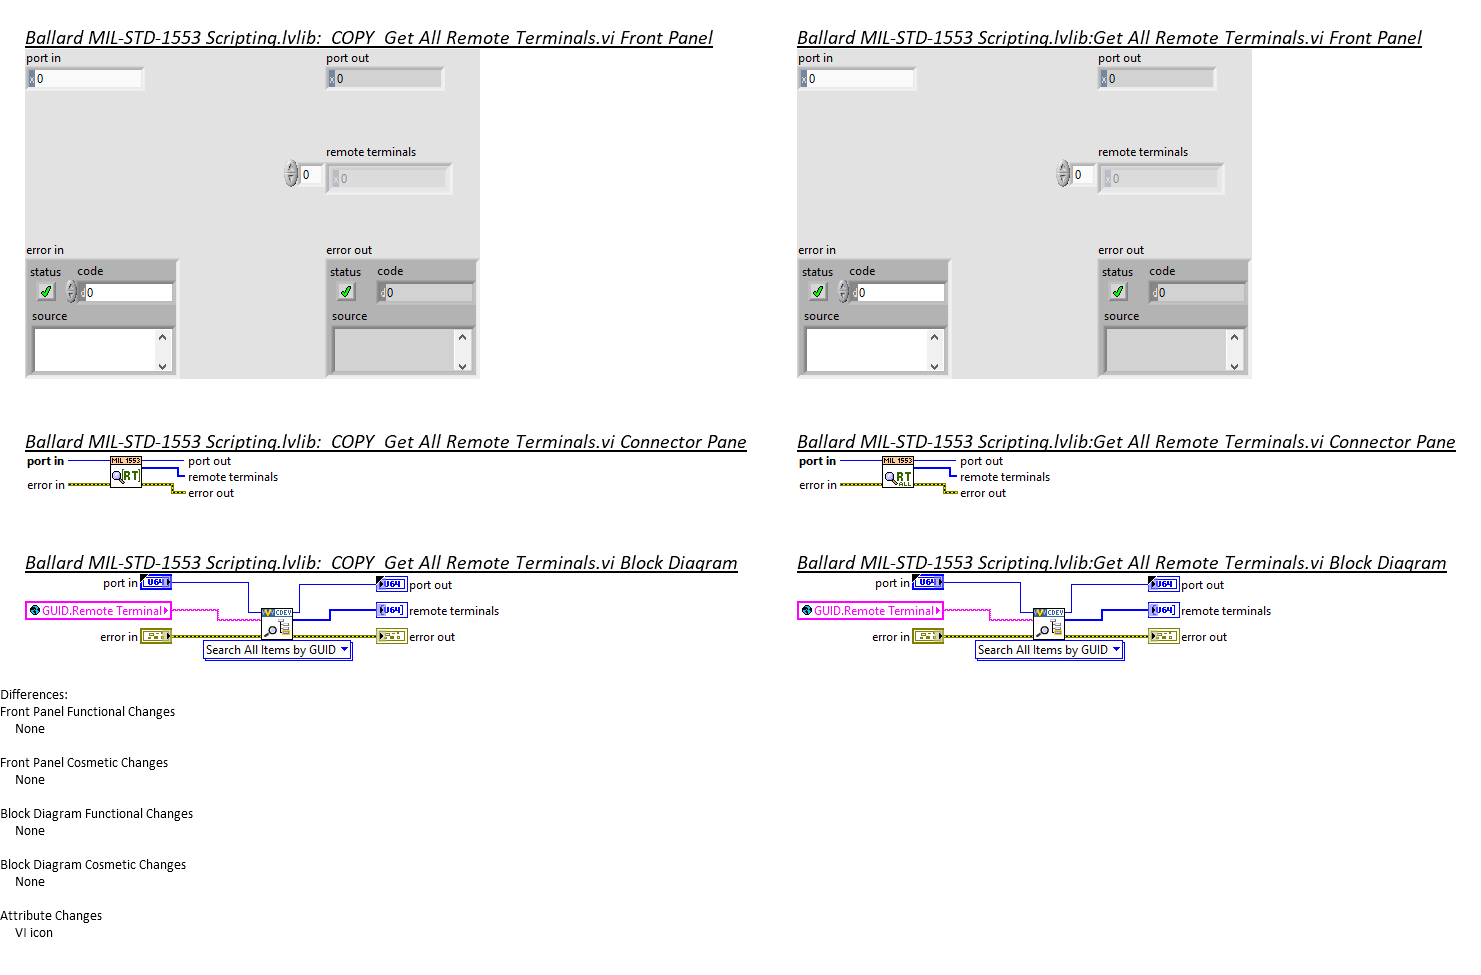 Ballard MIL-STD-1553 Scripting.lvlib:_COPY_Get All Remote Terminals.vi Front Panel
port in
port out
x 0
x 0
remote terminals
0
x 0
error in
error out
status code
status code
d 0
d 0
source
source
Ballard MIL-STD-1553 Scripting.lvlib:Get All Remote Terminals.vi Front Panel
port in
port out
x 0
x 0
remote terminals
0
x 0
error in
error out
status code
status code
d 0
d 0
source
source
Ballard MIL-STD-1553 Scripting.lvlib:_COPY_Get All Remote Terminals.vi Connector Pane
port in
MIL 1553
port out
[RT]
remote terminals
error in
error out
Ballard MIL-STD-1553 Scripting.lvlib:Get All Remote Terminals.vi Connector Pane
port in
MIL 1553
port out
RT
ALL
remote terminals
error in
error out
Ballard MIL-STD-1553 Scripting.lvlib:_COPY_Get All Remote Terminals.vi Block Diagram
port in
U64
U64
port out
GUID.Remote Terminal
CDEV
[U64]
remote terminals
error in
error out
Search All Items by GUID
Ballard MIL-STD-1553 Scripting.lvlib:Get All Remote Terminals.vi Block Diagram
port in
U64
U64
port out
GUID.Remote Terminal
CDEV
[U64]
remote terminals
error in
error out
Search All Items by GUID
Differences:
Front Panel Functional Changes
None
Front Panel Cosmetic Changes
None
Block Diagram Functional Changes
None
Block Diagram Cosmetic Changes
None
Attribute Changes
VI icon